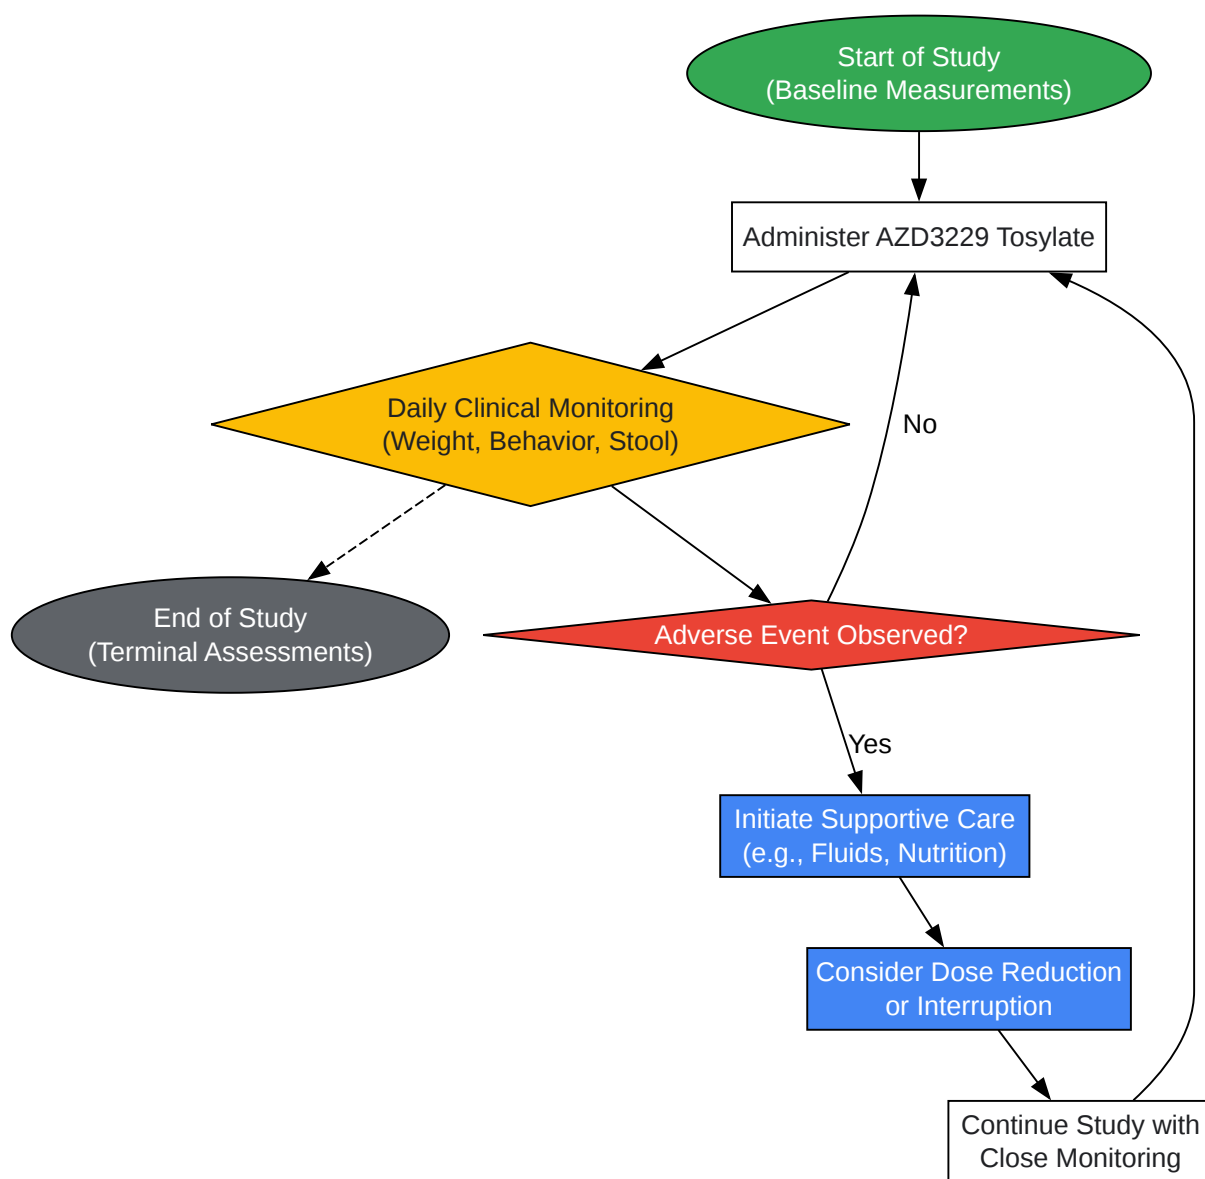 Start of Study
(Baseline Measurements)
Administer AZD3229 Tosylate
Daily Clinical Monitoring
(Weight, Behavior, Stool)
No
End of Study
(Terminal Assessments)
Adverse Event Observed?
Yes
Initiate Supportive Care
(e.g., Fluids, Nutrition)
Consider Dose Reduction
or Interruption
Continue Study with
Close Monitoring